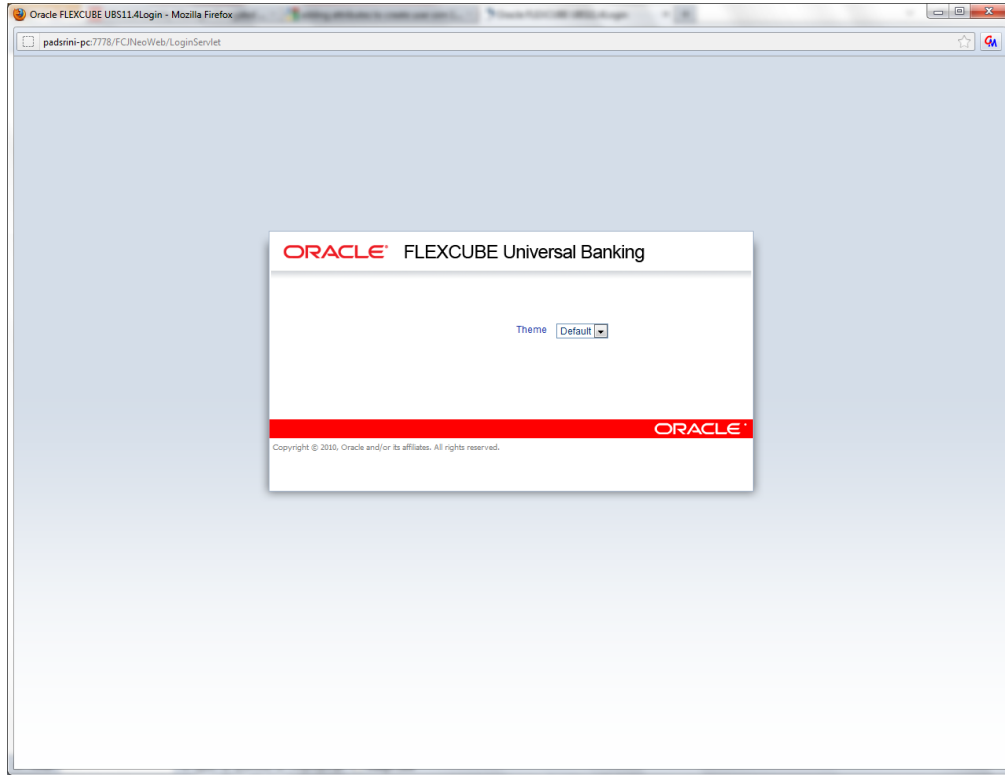 Oracle FLEXCUBE UBS11.4Login - Mozilla Firefox
padsrini-pc:7778/FCJNeoWeb/LoginServlet
ORACLE FLEXCUBE Universal Banking
Theme Default
ORACLE
Copyright © 2010, Oracle and/or its affiliates. All rights reserved.